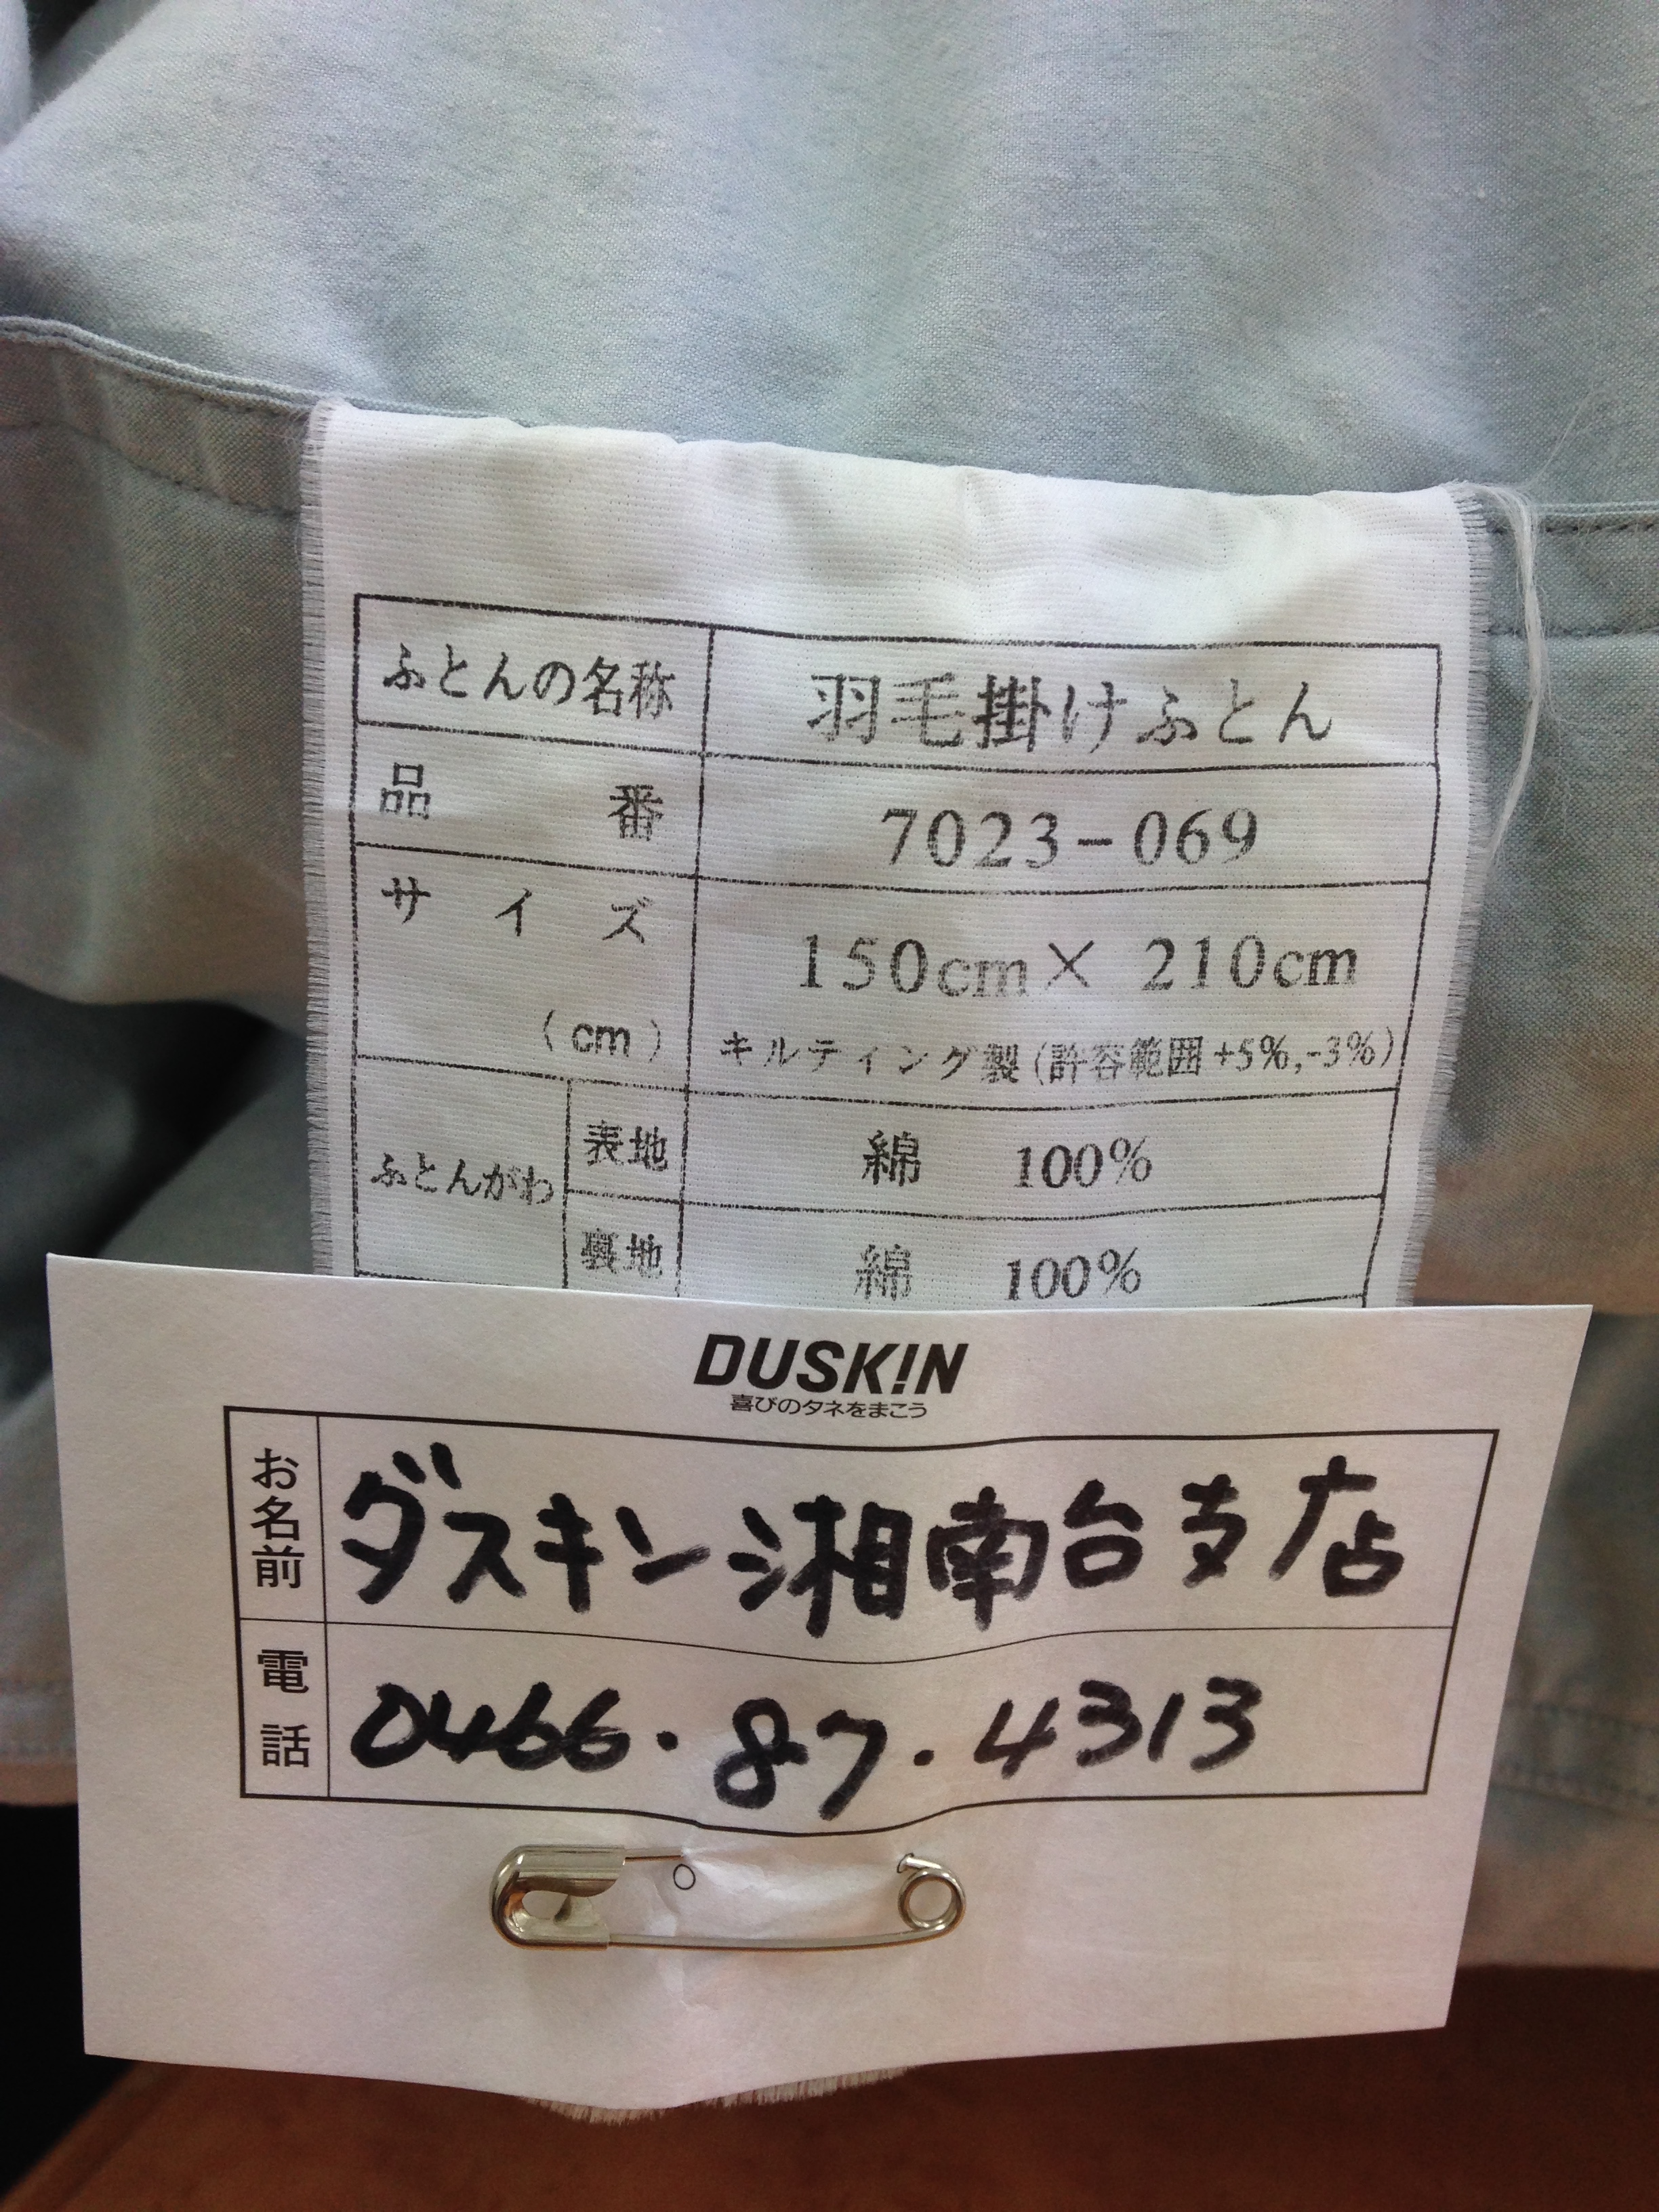 ふとんの名称 羽毛掛けふとん
品番 7023-069
サイズ(cm) 150cm× 210cm
キルティング製(許容範囲+5%,-3%)
ふとんがわ 表地 綿 100%
裏地 綿 100%
DUSK!N
喜びのタネをまこう
お名前 ダスキン湘南台支店
電話 0466・87・4313